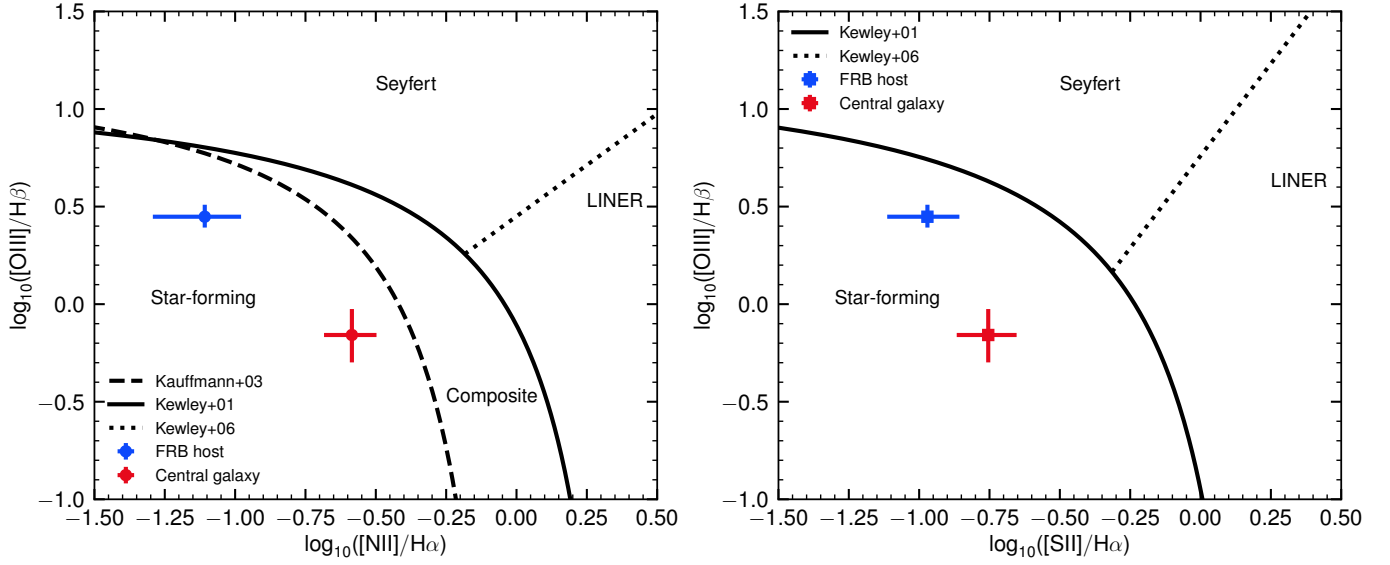 1.5
1.0
0.5
0.0
−0.5
−1.0
log₁₀([OIII]/Hβ)
Seyfert
LINER
Star-forming
Composite
Kauffmann+03
Kewley+01
Kewley+06
FRB host
Central galaxy
−1.50 −1.25 −1.00 −0.75 −0.50 −0.25 0.00 0.25 0.50
log₁₀([NII]/Hα)
1.5
1.0
0.5
0.0
−0.5
−1.0
log₁₀([OIII]/Hβ)
Kewley+01
Kewley+06
FRB host
Central galaxy
Seyfert
LINER
Star-forming
−1.50 −1.25 −1.00 −0.75 −0.50 −0.25 0.00 0.25 0.50
log₁₀([SII]/Hα)